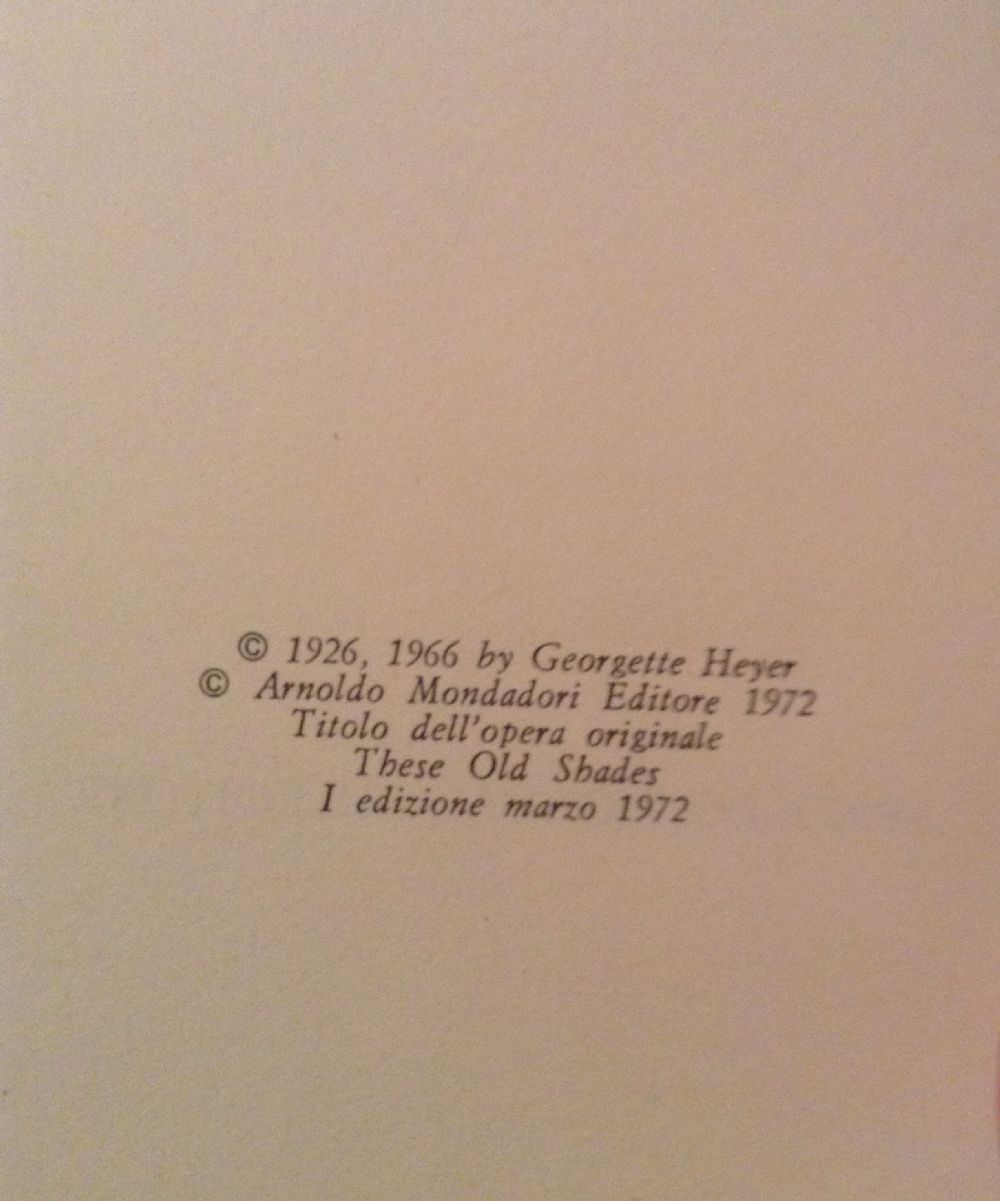 © 1926, 1966 by Georgette Heyer
© Arnoldo Mondadori Editore 1972
Titolo dell'opera originale
These Old Shades
I edizione marzo 1972